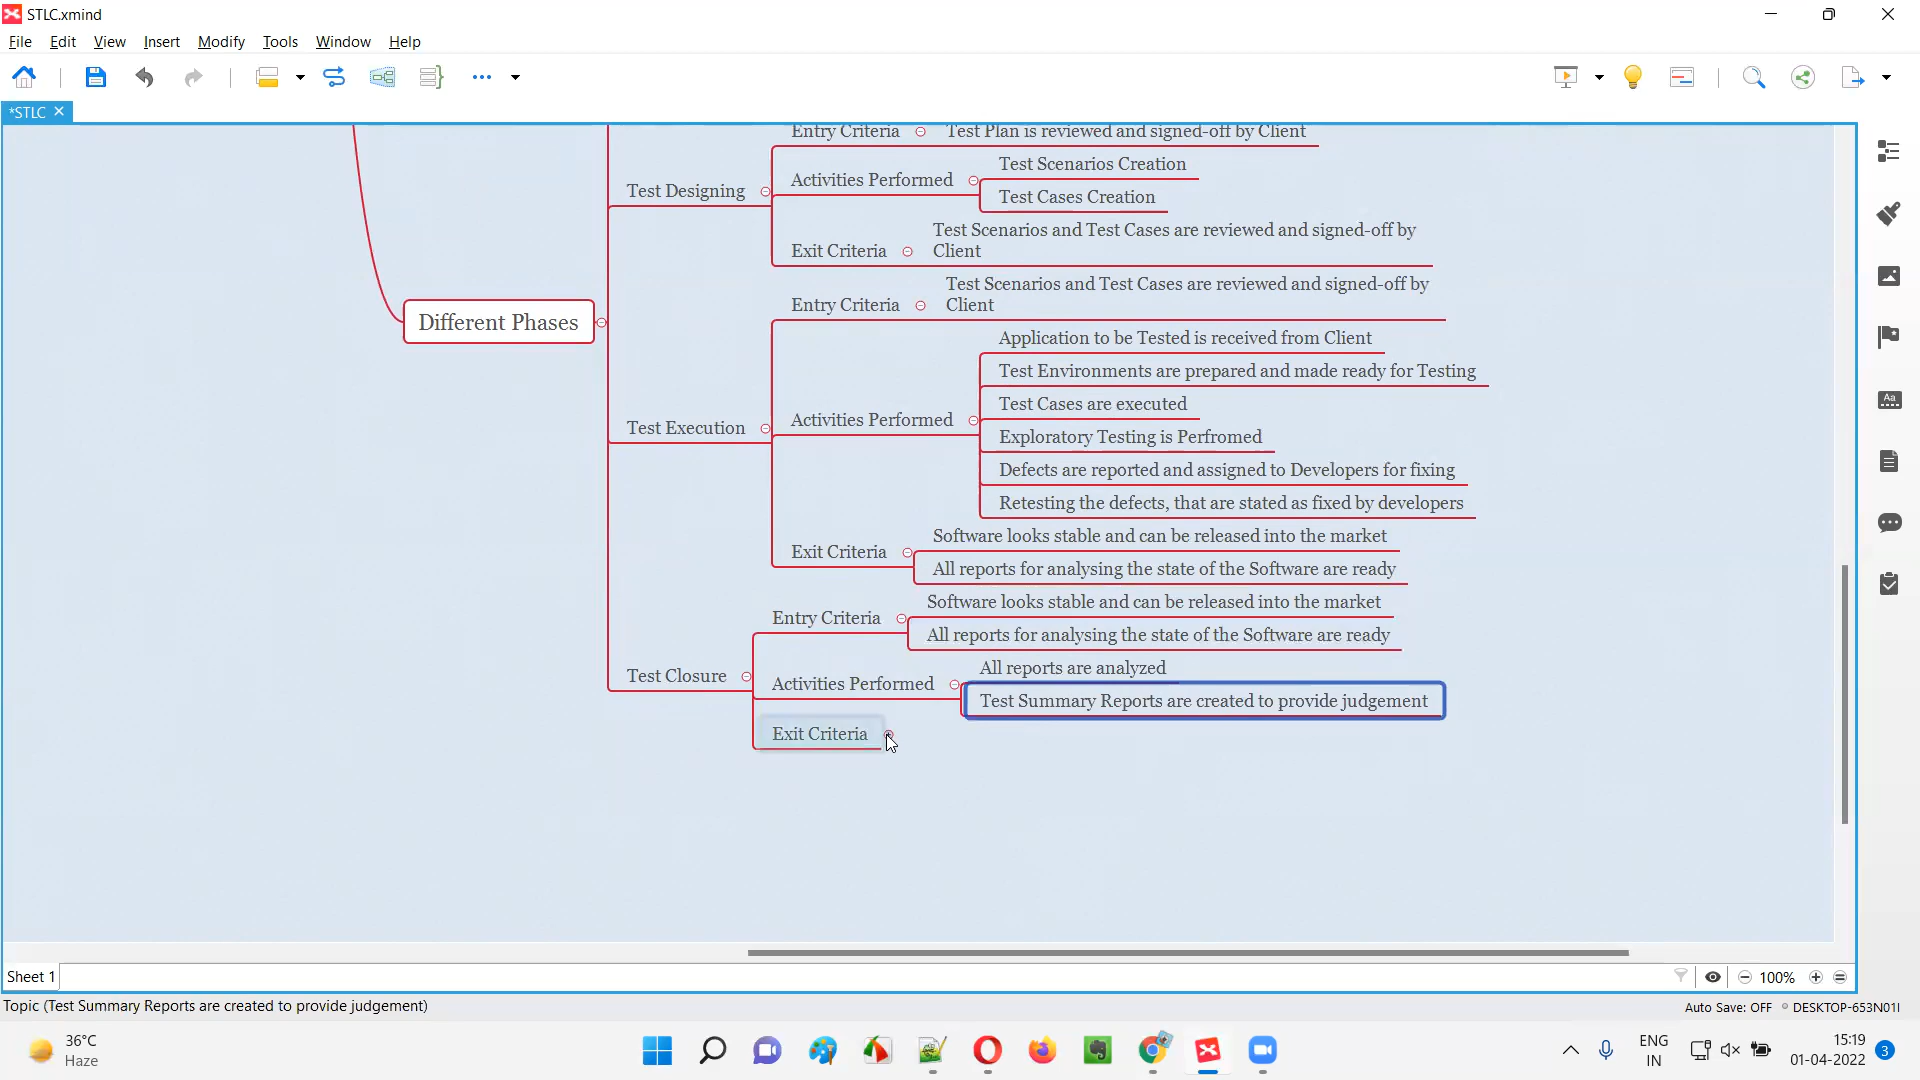 STLC.xmind
File Edit View Insert Modify Tools Window Help
*STLC
Entry Criteria Test Plan is reviewed and signed-off by Client
Test Designing
Activities Performed
Test Scenarios Creation
Test Cases Creation
Exit Criteria
Test Scenarios and Test Cases are reviewed and signed-off by
Client
Different Phases
Entry Criteria
Test Scenarios and Test Cases are reviewed and signed-off by
Client
Test Execution
Activities Performed
Application to be Tested is received from Client
Test Environments are prepared and made ready for Testing
Test Cases are executed
Exploratory Testing is Perfromed
Defects are reported and assigned to Developers for fixing
Retesting the defects, that are stated as fixed by developers
Exit Criteria
Software looks stable and can be released into the market
All reports for analysing the state of the Software are ready
Test Closure
Entry Criteria
Software looks stable and can be released into the market
All reports for analysing the state of the Software are ready
Activities Performed
All reports are analyzed
Test Summary Reports are created to provide judgement
Exit Criteria
Aa
Sheet 1
100%
Topic (Test Summary Reports are created to provide judgement)
Auto Save: OFF DESKTOP-653N01I
36°C
Haze
ENG
IN
15:19
01-04-2022
3